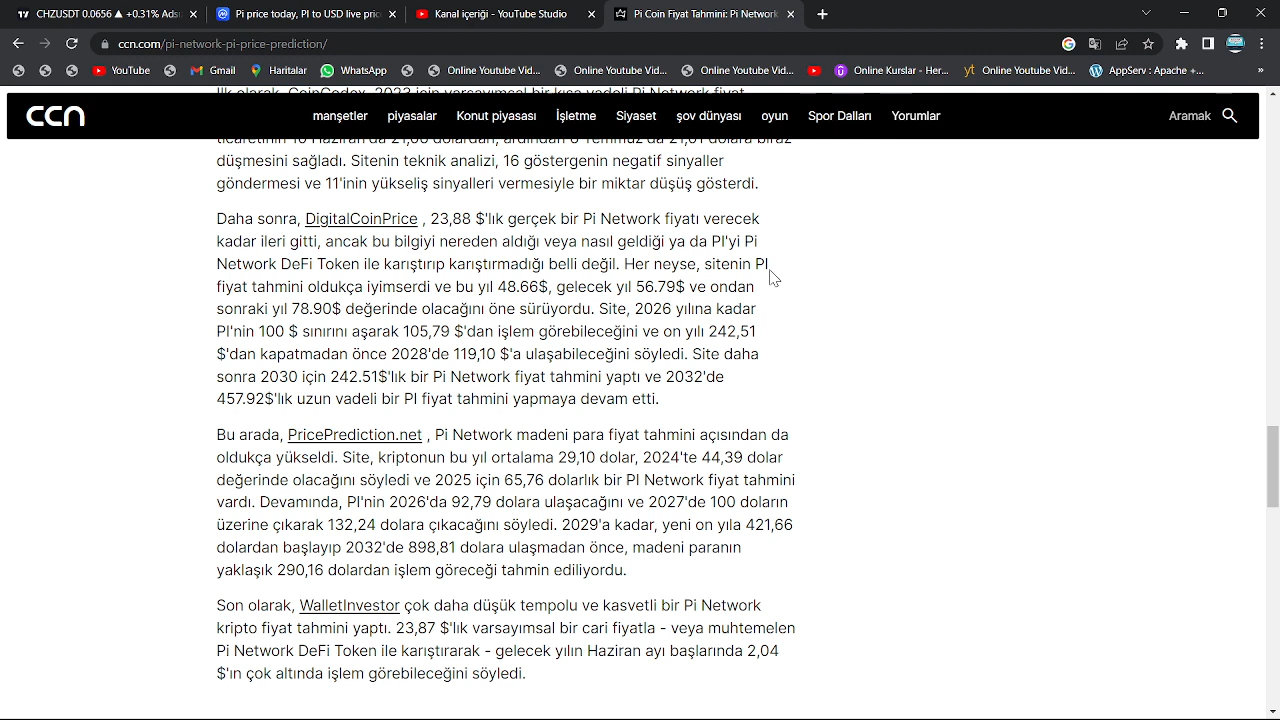 CHZUSDT 0.0656 ▲ +0.31% Adsı
Pi price today, PI to USD live pric
Kanal içeriği - YouTube Studio
Pi Coin Fiyat Tahmini: Pi Network
ccn.com/pi-network-pi-price-prediction/
YouTube
Gmail
Haritalar
WhatsApp
Online Youtube Vid...
Online Youtube Vid...
Online Youtube Vid...
Online Kurslar - Her...
Online Youtube Vid...
AppServ : Apache +...
ccn
manşetler
piyasalar
Konut piyasası
İşletme
Siyaset
şov dünyası
oyun
Spor Dalları
Yorumlar
Aramak
İlk olarak, CoinCodex, 2023 için varsayımsal bir kısa vadeli Pi Network fiyat
düşmesini sağladı. Sitenin teknik analizi, 16 göstergenin negatif sinyaller
göndermesi ve 11'inin yükseliş sinyalleri vermesiyle bir miktar düşüş gösterdi.
Daha sonra, DigitalCoinPrice , 23,88 $'lık gerçek bir Pi Network fiyatı verecek
kadar ileri gitti, ancak bu bilgiyi nereden aldığı veya nasıl geldiği ya da PI'yi Pi
Network DeFi Token ile karıştırıp karıştırmadığı belli değil. Her neyse, sitenin PI
fiyat tahmini oldukça iyimserdi ve bu yıl 48.66$, gelecek yıl 56.79$ ve ondan
sonraki yıl 78.90$ değerinde olacağını öne sürüyordu. Site, 2026 yılına kadar
PI'nin 100 $ sınırını aşarak 105,79 $'dan işlem görebileceğini ve on yılı 242,51
$'dan kapatmadan önce 2028'de 119,10 $'a ulaşabileceğini söyledi. Site daha
sonra 2030 için 242.51$'lık bir Pi Network fiyat tahmini yaptı ve 2032'de
457.92$'lık uzun vadeli bir PI fiyat tahmini yapmaya devam etti.
Bu arada, PricePrediction.net , Pi Network madeni para fiyat tahmini açısından da
oldukça yükseldi. Site, kriptonun bu yıl ortalama 29,10 dolar, 2024'te 44,39 dolar
değerinde olacağını söyledi ve 2025 için 65,76 dolarlık bir PI Network fiyat tahmini
vardı. Devamında, PI'nin 2026'da 92,79 dolara ulaşacağını ve 2027'de 100 doların
üzerine çıkarak 132,24 dolara çıkacağını söyledi. 2029'a kadar, yeni on yıla 421,66
dolardan başlayıp 2032'de 898,81 dolara ulaşmadan önce, madeni paranın
yaklaşık 290,16 dolardan işlem göreceği tahmin ediliyordu.
Son olarak, WalletInvestor çok daha düşük tempolu ve kasvetli bir Pi Network
kripto fiyat tahmini yaptı. 23,87 $'lık varsayımsal bir cari fiyatla - veya muhtemelen
Pi Network DeFi Token ile karıştırarak - gelecek yılın Haziran ayı başlarında 2,04
$'ın çok altında işlem görebileceğini söyledi.